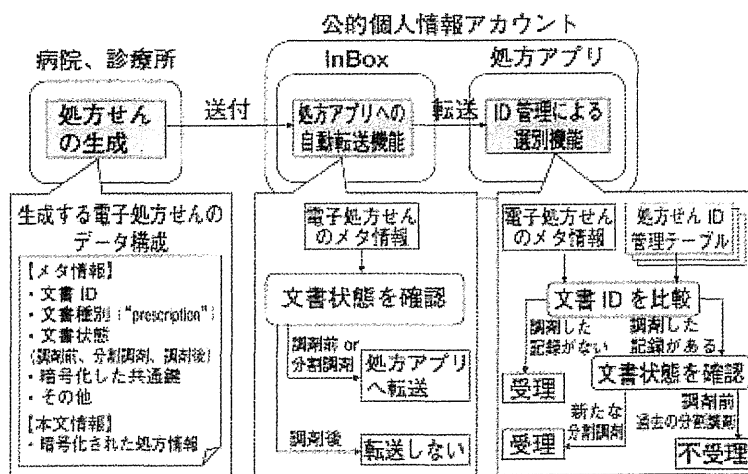 公的個人情報アカウント
病院、診療所
InBox
処方アプリ
処方せん
の生成
送付
処方アプリへの
自動転送機能
転送
ID 管理による
選別機能
生成する電子処方せんの
データ構成
【メタ情報】
・文書 ID
・文書種別 ("prescription")
・文書状態
(調剤前、分割調剤、調剤後)
・暗号化した共通鍵
・その他
【本文情報】
・暗号化された処方情報
電子処方せん
のメタ情報
文書状態を確認
調剤前 or
分割調剤
処方アプリ
へ転送
調剤後
転送しない
電子処方せん
のメタ情報
処方せん ID
管理テーブル
文書 ID を比較
調剤した
記録がない
調剤した
記録がある
受理
文書状態を確認
新たな
分割調剤
受理
調剤前
過去の分割調剤
不受理